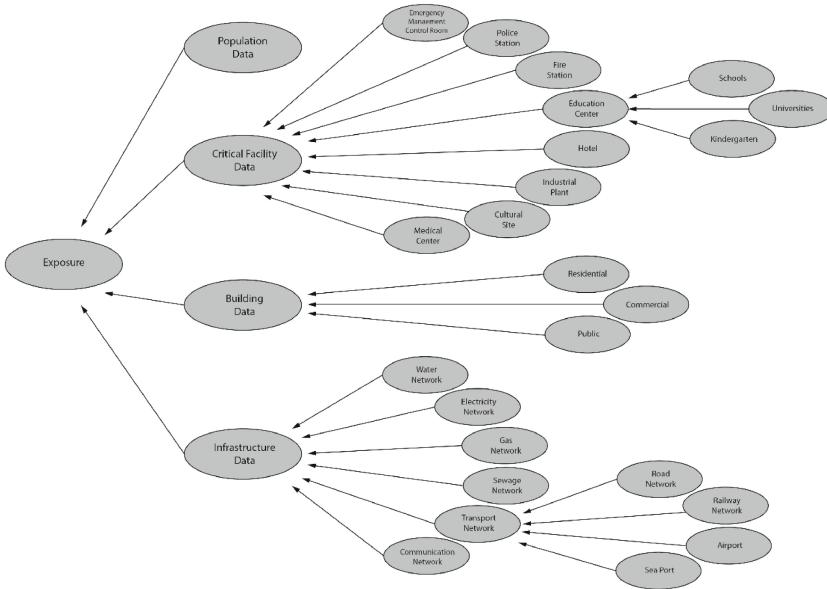 Emergency
Manaement
Control Room
Population
Data
Police
Station
Fire
Station
Schools
Education
Center
Universities
Kindergarten
Critical Facility
Data
Hotel
Industrial
Plant
Cultural
Site
Medical
Center
Exposure
Residential
Building
Data
Commercial
Public
Water
Network
Electricity
Network
Gas
Network
Infrastructure
Data
Sewage
Network
Road
Network
Railway
Network
Transport
Network
Airport
Communication
Network
Sea Port